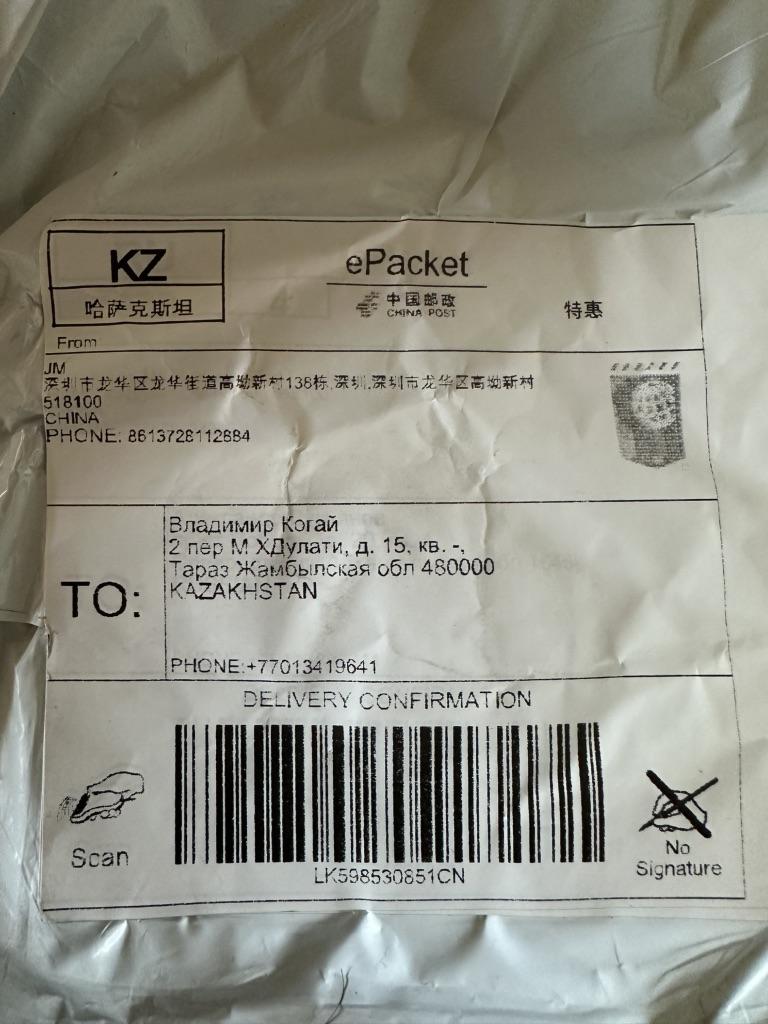 KZ
哈萨克斯坦
ePacket
中国邮政
CHINA POST
特惠
From
JM
深圳市龙华区龙华街道高坳新村138栋,深圳,深圳市龙华区高坳新村
518100
CHINA
PHONE: 8613728112884
TO:
Владимир Когай
2 пер М ХДулати, д. 15, кв. -,
Тараз Жамбылская обл 480000
KAZAKHSTAN
PHONE:+77013419641
DELIVERY CONFIRMATION
Scan
LK598530851CN
No
Signature